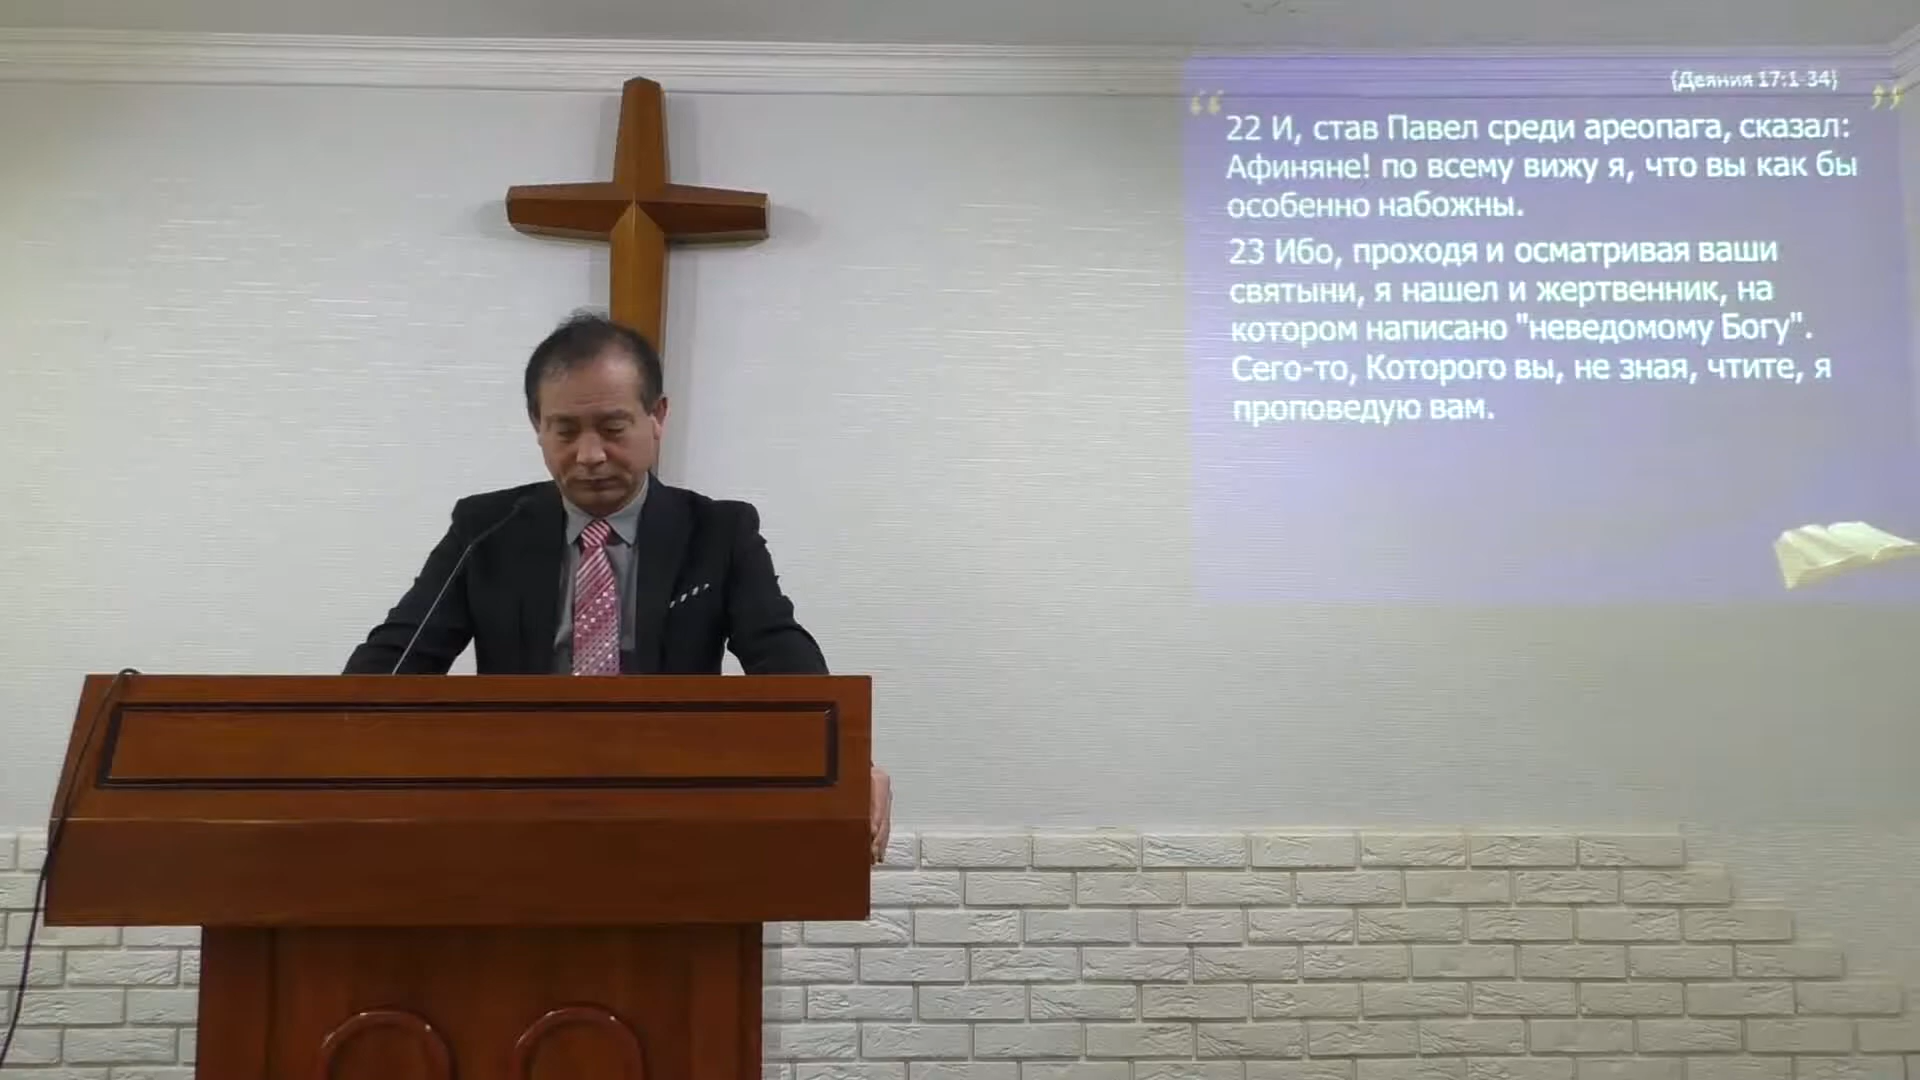 (Деяния 17:1-34)
22 И, став Павел среди ареопага, сказал:
Афиняне! по всему вижу я, что вы как бы
особенно набожны.
23 Ибо, проходя и осматривая ваши
святыни, я нашел и жертвенник, на
котором написано "неведомому Богу".
Сего-то, Которого вы, не зная, чтите, я
проповедую вам.